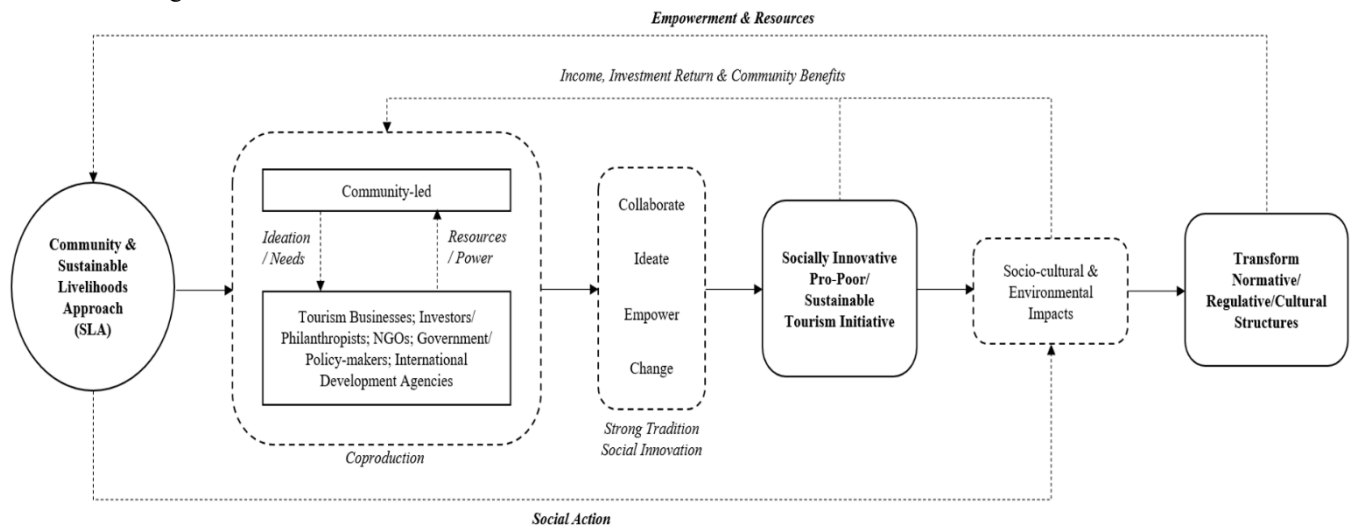 Empowerment & Resources
Income, Investment Return & Community Benefits
Community &
Sustainable
Livelihoods
Approach
(SLA)
Community-led
Ideation
/ Needs
Resources
/ Power
Tourism Businesses; Investors/
Philanthropists; NGOs; Government/
Policy-makers; International
Development Agencies
Coproduction
Collaborate
Ideate
Empower
Change
Strong Tradition
Social Innovation
Socially Innovative
Pro-Poor/
Sustainable
Tourism Initiative
Socio-cultural &
Environmental
Impacts
Transform
Normative/
Regulative/Cultural
Structures
Social Action